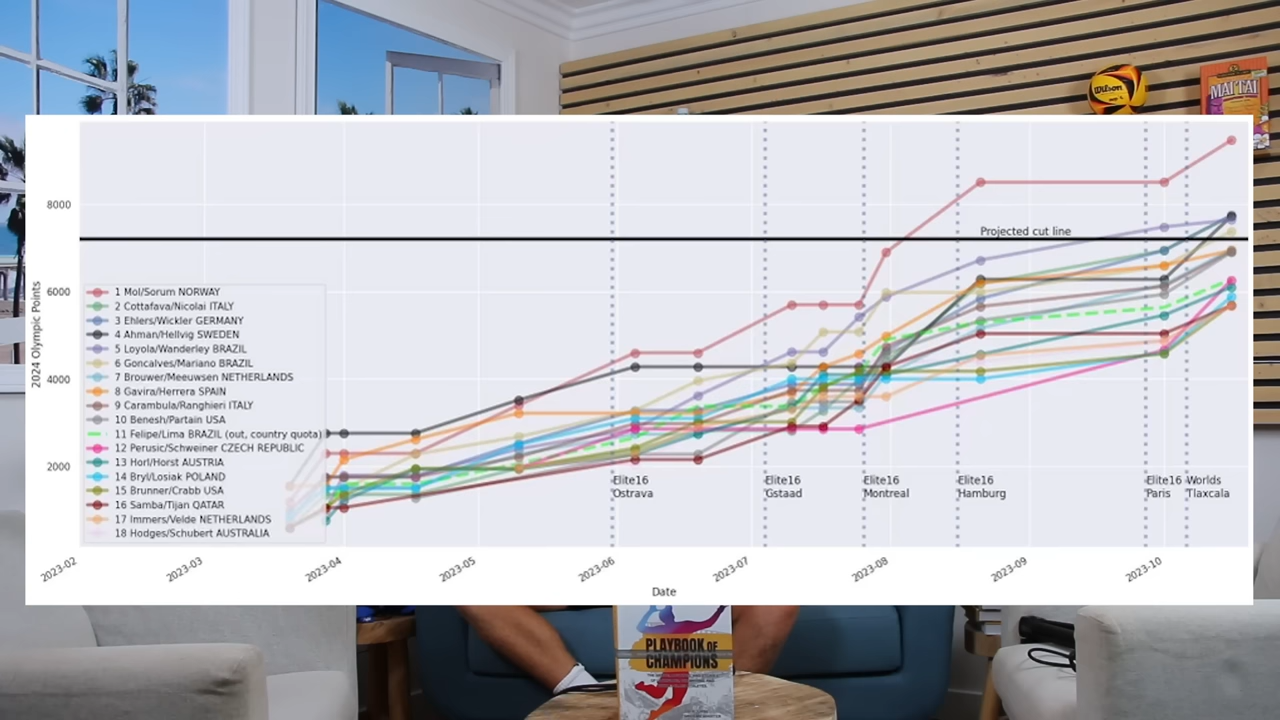 Wilson
MAI TAI
8000
6000
4000
2000
2024 Olympic Points
Projected cut line
1 Mol/Sorum NORWAY
2 Cottafava/Nicolai ITALY
3 Ehlers/Wickler GERMANY
4 Ahman/Hellvig SWEDEN
5 Loyola/Wanderley BRAZIL
6 Goncalves/Mariano BRAZIL
7 Brouwer/Meeuwsen NETHERLANDS
8 Gavira/Herrera SPAIN
9 Carambula/Ranghieri ITALY
10 Benesh/Partain USA
11 Felipe/Lima BRAZIL (out, country quota)
12 Perusic/Schweiner CZECH REPUBLIC
13 Horl/Horst AUSTRIA
14 Bryl/Losiak POLAND
15 Brunner/Crabb USA
16 Samba/Tijan QATAR
17 Immers/Velde NETHERLANDS
18 Hodges/Schubert AUSTRALIA
Elite16
Ostrava
Elite16
Gstaad
Elite16
Montreal
Elite16
Hamburg
Elite16
Paris
Worlds
Tlaxcala
2023-02
2023-03
2023-04
2023-05
2023-06
2023-07
2023-08
2023-09
2023-10
Date
PLAYBOOK OF
CHAMPIONS